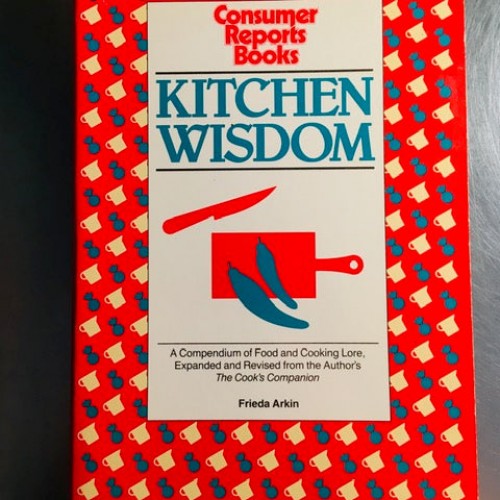 Consumer
Reports
Books
KITCHEN
WISDOM
A Compendium of Food and Cooking Lore,
Expanded and Revised from the Author's
The Cook's Companion
Frieda Arkin